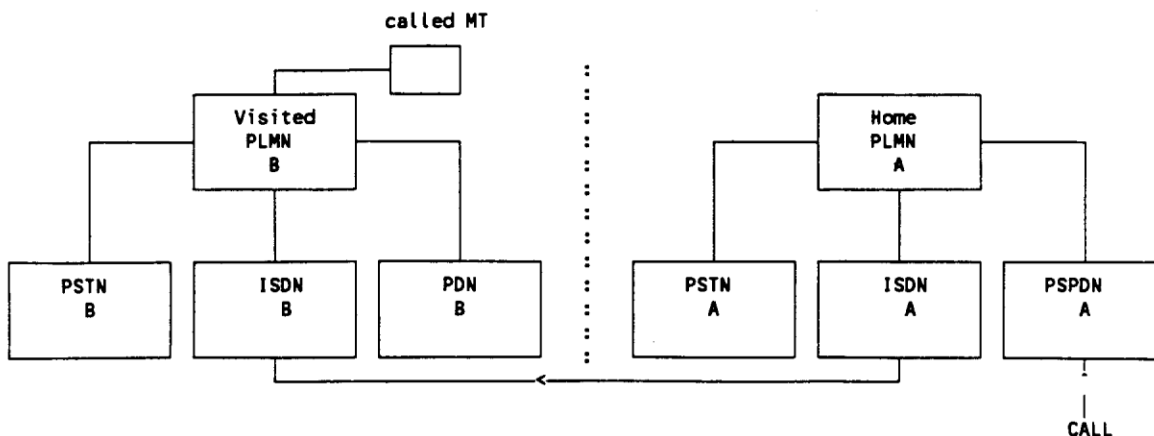 called MT
Visited
PLMN
B
Home
PLMN
A
PSTN
B
ISDN
B
PDN
B
PSTN
A
ISDN
A
PSPDN
A
CALL